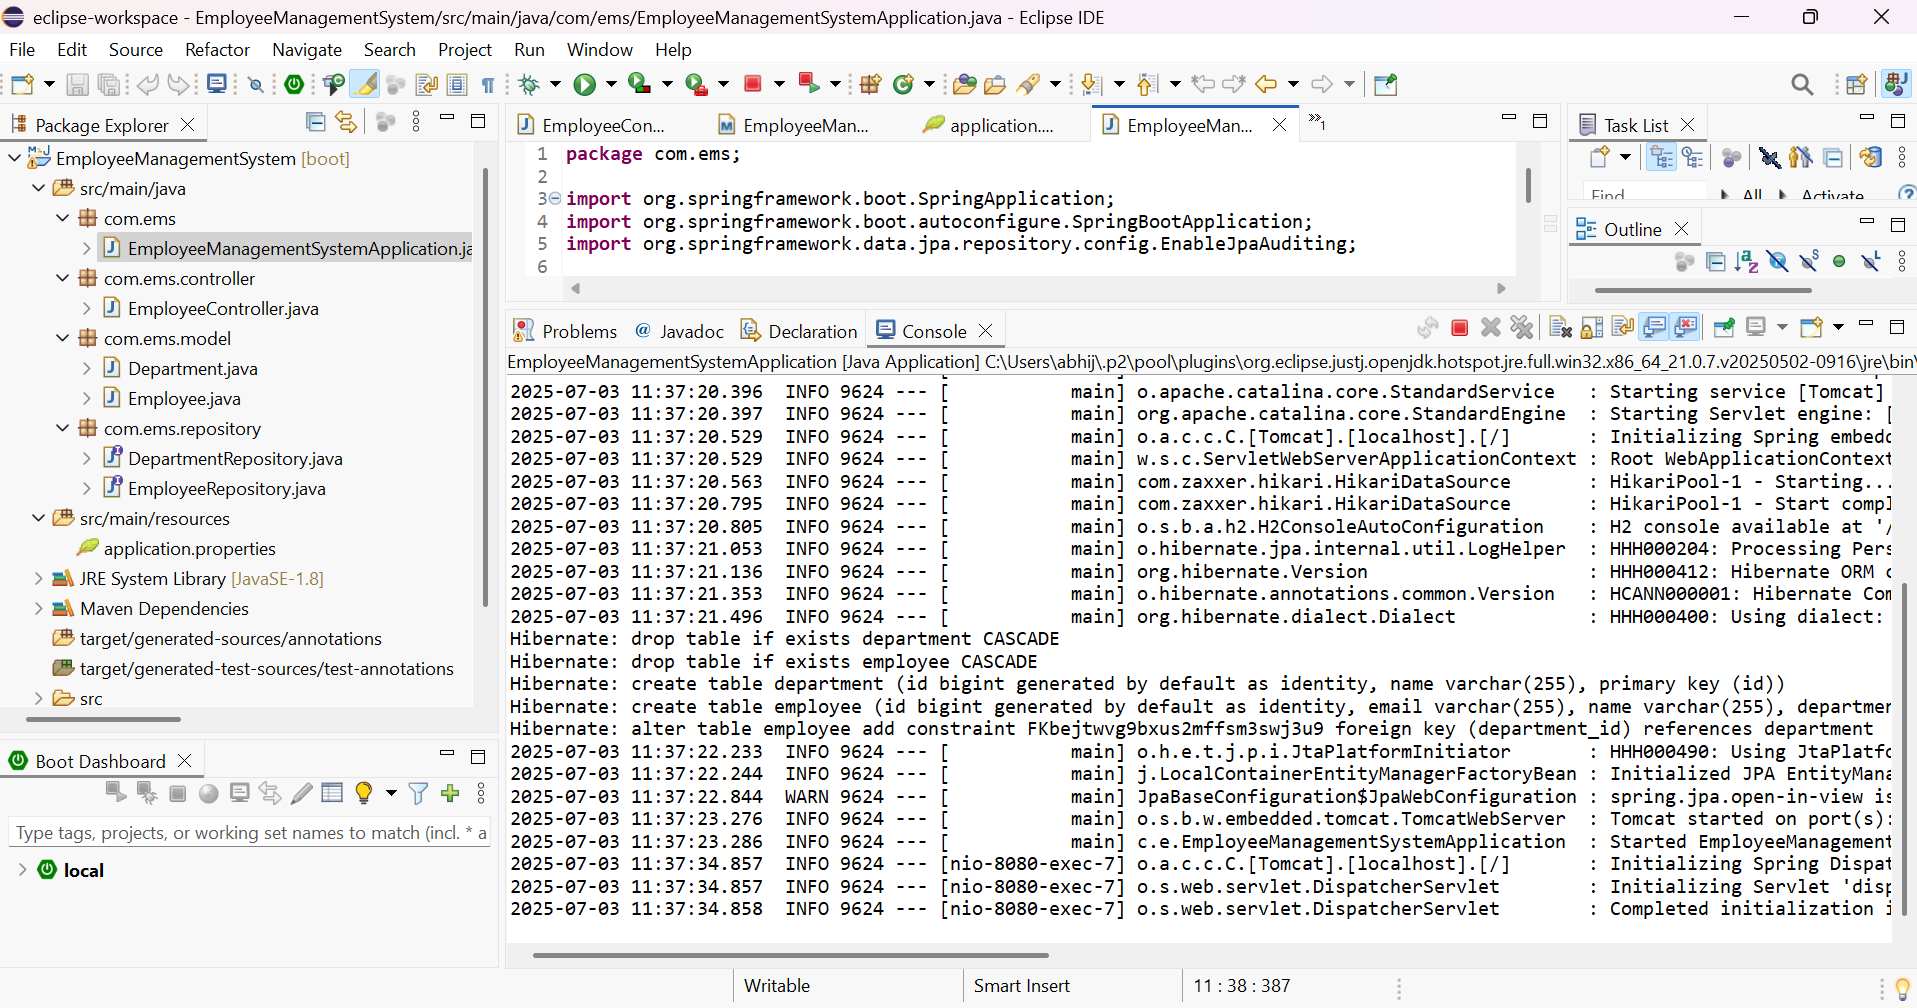 eclipse-workspace - EmployeeManagementSystem/src/main/java/com/ems/EmployeeManagementSystemApplication.java - Eclipse IDE
File Edit Source Refactor Navigate Search Project Run Window Help
Package Explorer
EmployeeManagementSystem [boot]
src/main/java
com.ems
EmployeeManagementSystemApplication.ja
com.ems.controller
EmployeeController.java
com.ems.model
Department.java
Employee.java
com.ems.repository
DepartmentRepository.java
EmployeeRepository.java
src/main/resources
application.properties
JRE System Library [JavaSE-1.8]
Maven Dependencies
target/generated-sources/annotations
target/generated-test-sources/test-annotations
src
Boot Dashboard
Type tags, projects, or working set names to match (incl. * a
local
EmployeeCon... EmployeeMan... application.... EmployeeMan... »1
1 package com.ems;
2
3 import org.springframework.boot.SpringApplication;
4 import org.springframework.boot.autoconfigure.SpringBootApplication;
5 import org.springframework.data.jpa.repository.config.EnableJpaAuditing;
6
Task List
Find All Activate
Outline
Problems @ Javadoc Declaration Console
EmployeeManagementSystemApplication [Java Application] C:\Users\abhij\.p2\pool\plugins\org.eclipse.justj.openjdk.hotspot.jre.full.win32.x86_64_21.0.7.v20250502-0916\jre\bin\
2025-07-03 11:37:20.396 INFO 9624 --- [ main] o.apache.catalina.core.StandardService : Starting service [Tomcat]
2025-07-03 11:37:20.397 INFO 9624 --- [ main] org.apache.catalina.core.StandardEngine : Starting Servlet engine: [
2025-07-03 11:37:20.529 INFO 9624 --- [ main] o.a.c.c.C.[Tomcat].[localhost].[/] : Initializing Spring embedd
2025-07-03 11:37:20.529 INFO 9624 --- [ main] w.s.c.ServletWebServerApplicationContext : Root WebApplicationContext
2025-07-03 11:37:20.563 INFO 9624 --- [ main] com.zaxxer.hikari.HikariDataSource : HikariPool-1 - Starting...
2025-07-03 11:37:20.795 INFO 9624 --- [ main] com.zaxxer.hikari.HikariDataSource : HikariPool-1 - Start compl
2025-07-03 11:37:20.805 INFO 9624 --- [ main] o.s.b.a.h2.H2ConsoleAutoConfiguration : H2 console available at '/
2025-07-03 11:37:21.053 INFO 9624 --- [ main] o.hibernate.jpa.internal.util.LogHelper : HHH000204: Processing Pers
2025-07-03 11:37:21.136 INFO 9624 --- [ main] org.hibernate.Version : HHH000412: Hibernate ORM c
2025-07-03 11:37:21.353 INFO 9624 --- [ main] o.hibernate.annotations.common.Version : HCANN000001: Hibernate Com
2025-07-03 11:37:21.496 INFO 9624 --- [ main] org.hibernate.dialect.Dialect : HHH000400: Using dialect:
Hibernate: drop table if exists department CASCADE
Hibernate: drop table if exists employee CASCADE
Hibernate: create table department (id bigint generated by default as identity, name varchar(255), primary key (id))
Hibernate: create table employee (id bigint generated by default as identity, email varchar(255), name varchar(255), departmen
Hibernate: alter table employee add constraint FKbejtwvg9bxus2mffsm3swj3u9 foreign key (department_id) references department
2025-07-03 11:37:22.233 INFO 9624 --- [ main] o.h.e.t.j.p.i.JtaPlatformInitiator : HHH000490: Using JtaPlatfo
2025-07-03 11:37:22.244 INFO 9624 --- [ main] j.LocalContainerEntityManagerFactoryBean : Initialized JPA EntityMana
2025-07-03 11:37:22.844 WARN 9624 --- [ main] JpaBaseConfiguration$JpaWebConfiguration : spring.jpa.open-in-view is
2025-07-03 11:37:23.276 INFO 9624 --- [ main] o.s.b.w.embedded.tomcat.TomcatWebServer : Tomcat started on port(s):
2025-07-03 11:37:23.286 INFO 9624 --- [ main] c.e.EmployeeManagementSystemApplication : Started EmployeeManagement
2025-07-03 11:37:34.857 INFO 9624 --- [nio-8080-exec-7] o.a.c.c.C.[Tomcat].[localhost].[/] : Initializing Spring Dispat
2025-07-03 11:37:34.857 INFO 9624 --- [nio-8080-exec-7] o.s.web.servlet.DispatcherServlet : Initializing Servlet 'disp
2025-07-03 11:37:34.858 INFO 9624 --- [nio-8080-exec-7] o.s.web.servlet.DispatcherServlet : Completed initialization i
Writable Smart Insert 11 : 38 : 387